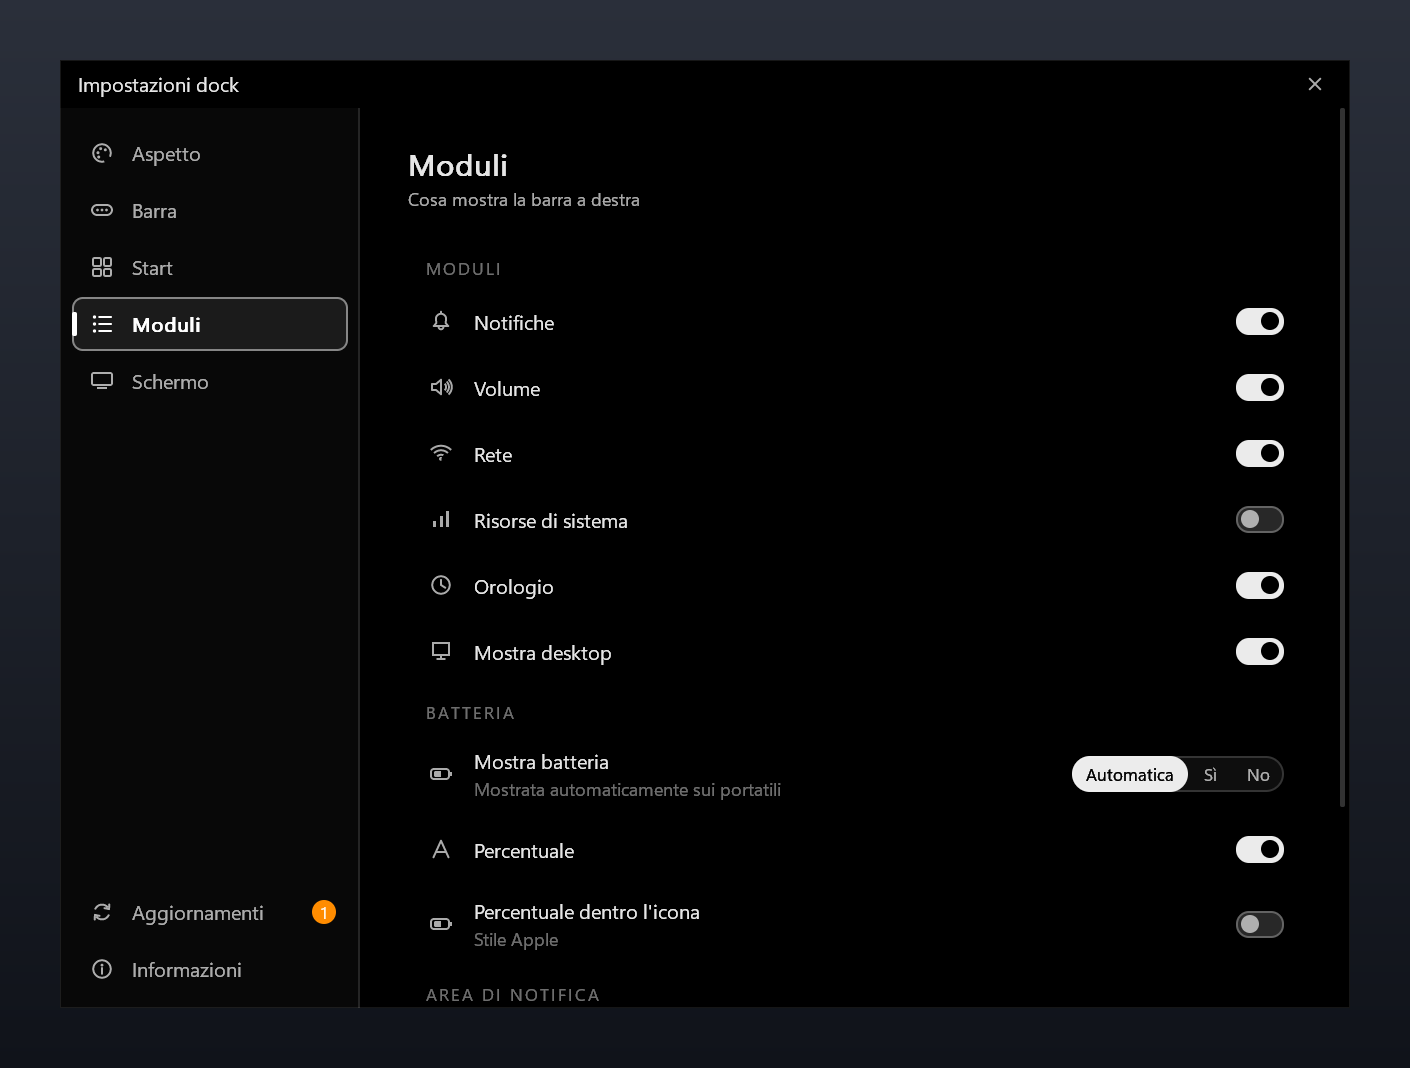 Impostazioni dock
Aspetto
Barra
Start
Moduli
Schermo
Aggiornamenti
1
Informazioni
Moduli
Cosa mostra la barra a destra
MODULI
Notifiche
Volume
Rete
Risorse di sistema
Orologio
Mostra desktop
BATTERIA
Mostra batteria
Mostrata automaticamente sui portatili
Automatica
Sì
No
Percentuale
Percentuale dentro l'icona
Stile Apple
AREA DI NOTIFICA